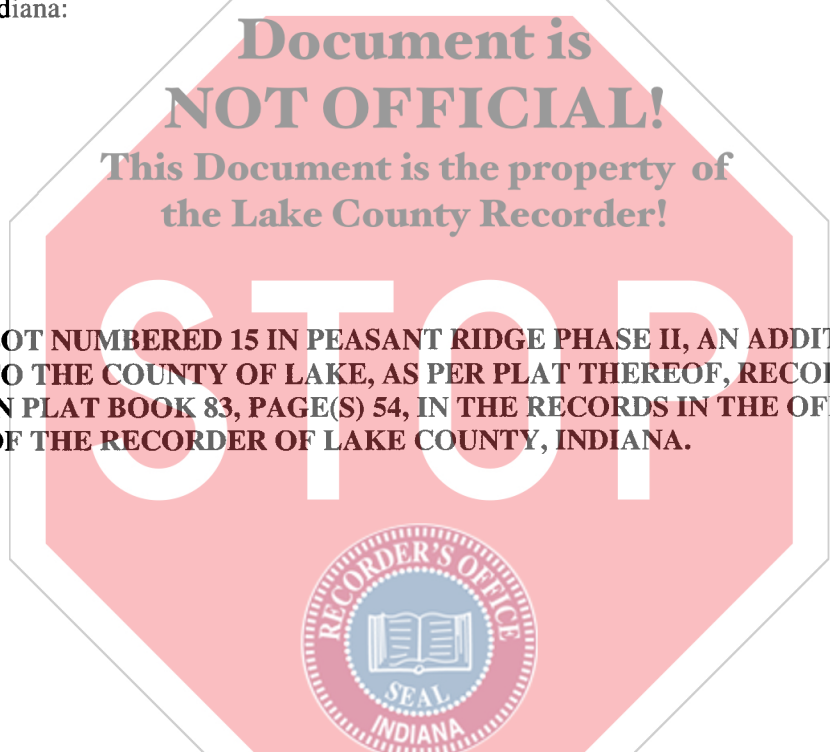 diana:
Document is
NOT OFFICIAL!
This Document is the property of
the Lake County Recorder!
STOP
OT NUMBERED 15 IN PEASANT RIDGE PHASE II, AN ADDIT
O THE COUNTY OF LAKE, AS PER PLAT THEREOF, RECO
N PLAT BOOK 83, PAGE(S) 54, IN THE RECORDS IN THE OF
OF THE RECORDER OF LAKE COUNTY, INDIANA.
RECORDER'S OFFICE
SEAL
INDIANA